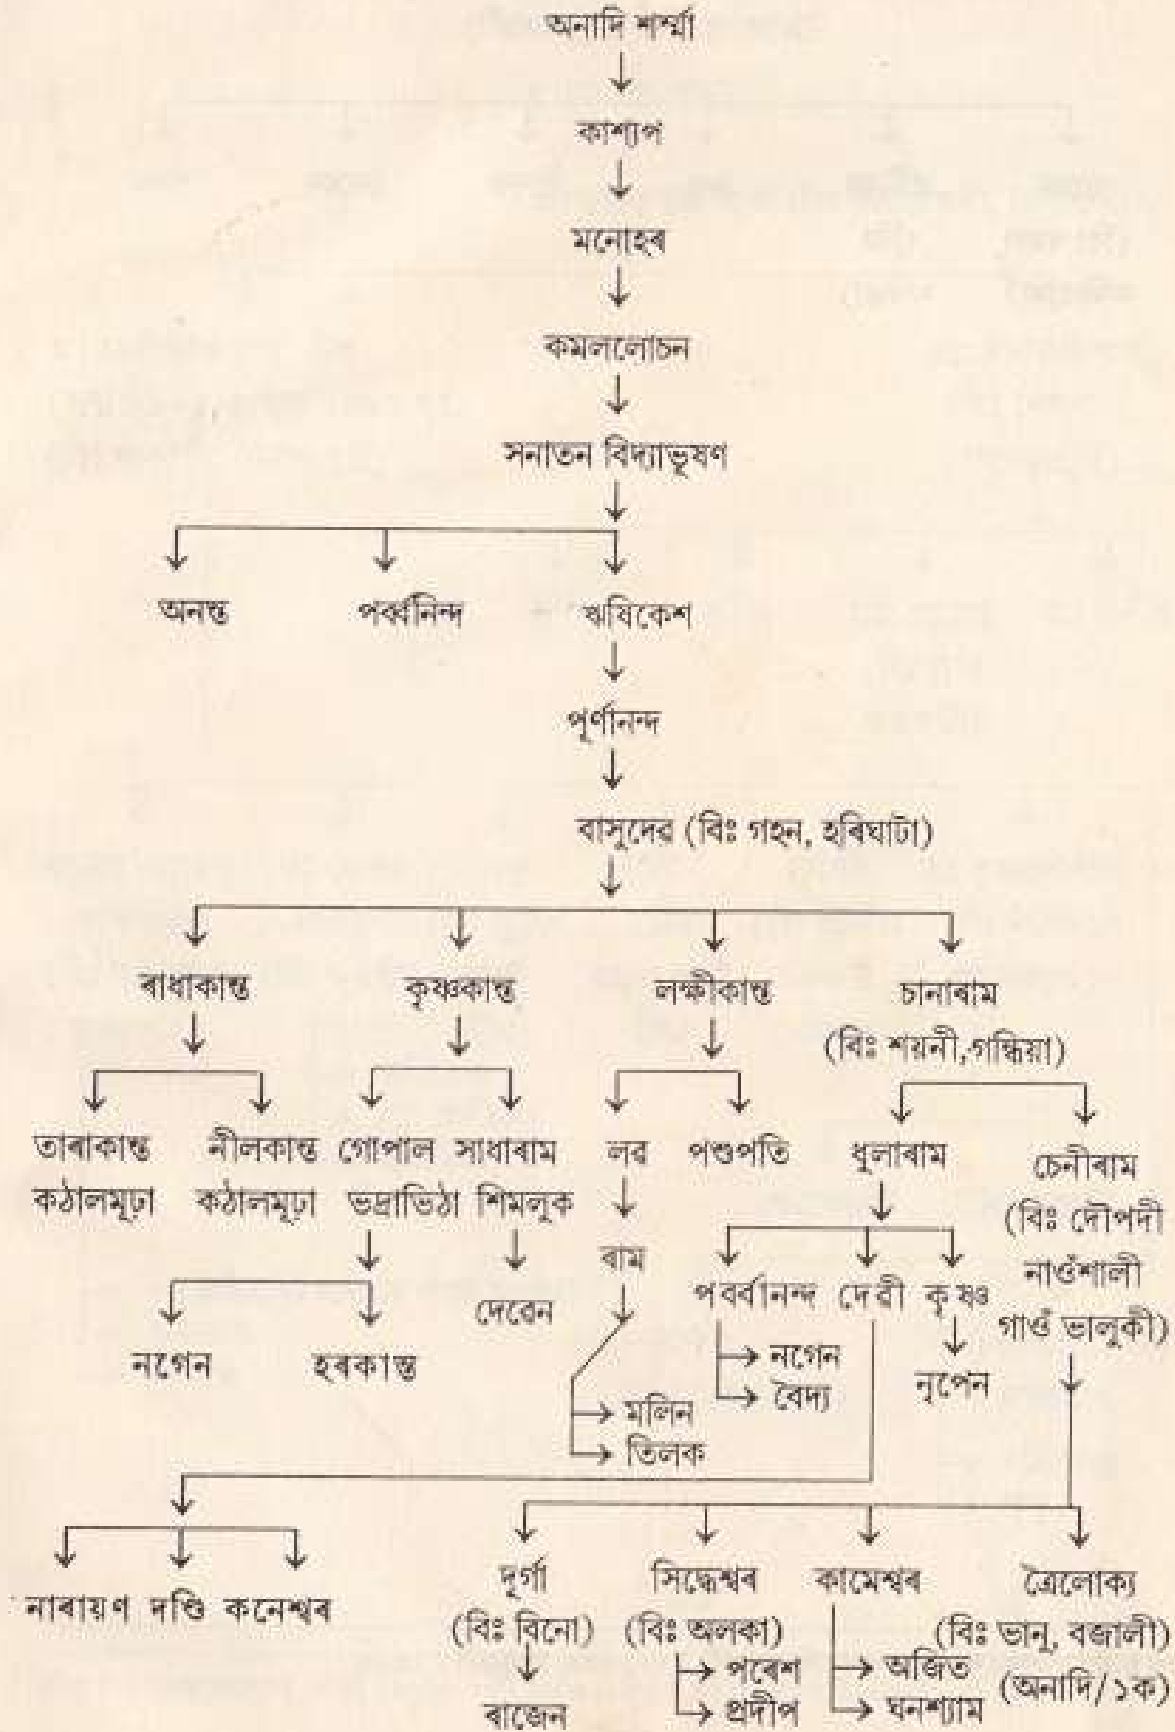 অনাদি শৰ্ম্মা
কাশ্যপ
মনোহৰ
কমললোচন
সনাতন বিদ্যাভূষণ
অনন্ত পৰ্ব্বনিন্দ ঋষিকেশ
পূৰ্ণানন্দ
বাসুদেৱ (বিঃ গহন, হৰিঘাটা)
ৰাধাকান্ত কৃষ্ণকান্ত লক্ষীকান্ত চানাৰাম
(বিঃ শয়নী,গন্ধিয়া)
তাৰাকান্ত নীলকান্ত গোপাল সাধাৰাম লৱ পশুপতি ধুলাৰাম চেনীৰাম
কঠালমূঢ়া কঠালমূঢ়া ভদ্ৰাভিঠা শিমলুক (বিঃ দৌপদী
ৰাম নাওঁশালী
পবৰ্বানন্দ দেৱী কৃষ্ণ গাওঁ ভালুকী)
দেৱেন
নগেন হৰকান্ত নগেন নৃপেন
বৈদ্য
মলিন
তিলক
নাৰায়ণ দণ্ডি কনেশ্বৰ
দূৰ্গা সিদ্ধেশ্বৰ কামেশ্বৰ ত্ৰৈলোক্য
(বিঃ বিনো) (বিঃ অলকা) (বিঃ ভানু, বজালী)
পৰেশ অজিত (অনাদি/১ক)
ৰাজেন প্ৰদীপ ঘনশ্যাম